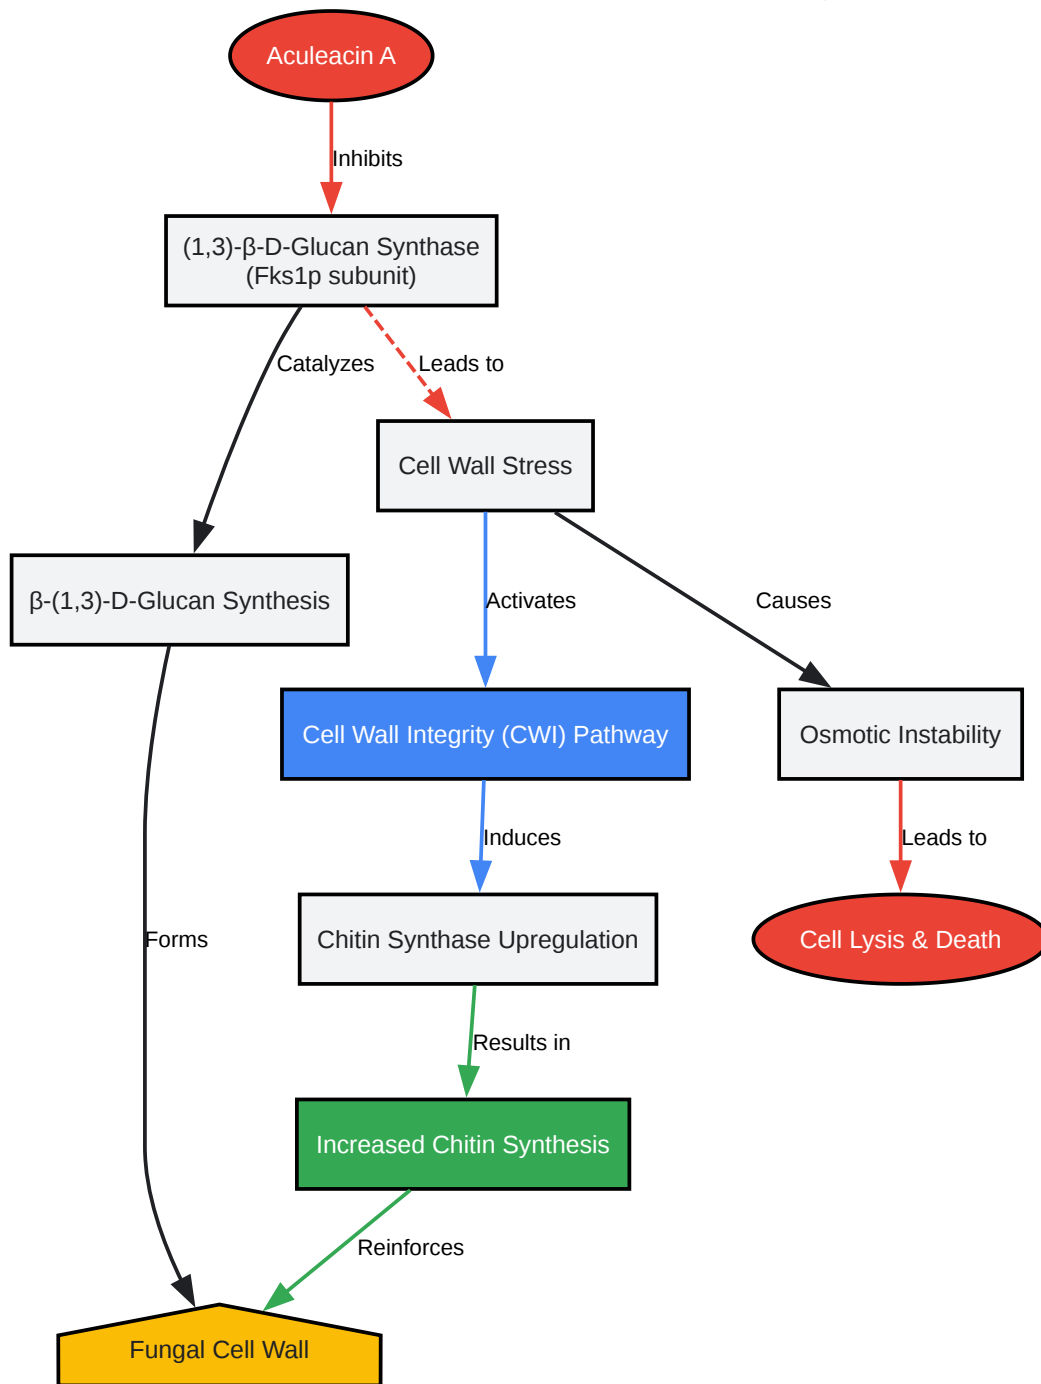 Aculeacin A
Inhibits
(1,3)-β-D-Glucan Synthase
(Fks1p subunit)
Catalyzes
Leads to
Cell Wall Stress
β-(1,3)-D-Glucan Synthesis
Activates
Causes
Cell Wall Integrity (CWI) Pathway
Osmotic Instability
Induces
Leads to
Forms
Chitin Synthase Upregulation
Cell Lysis & Death
Results in
Increased Chitin Synthesis
Reinforces
Fungal Cell Wall